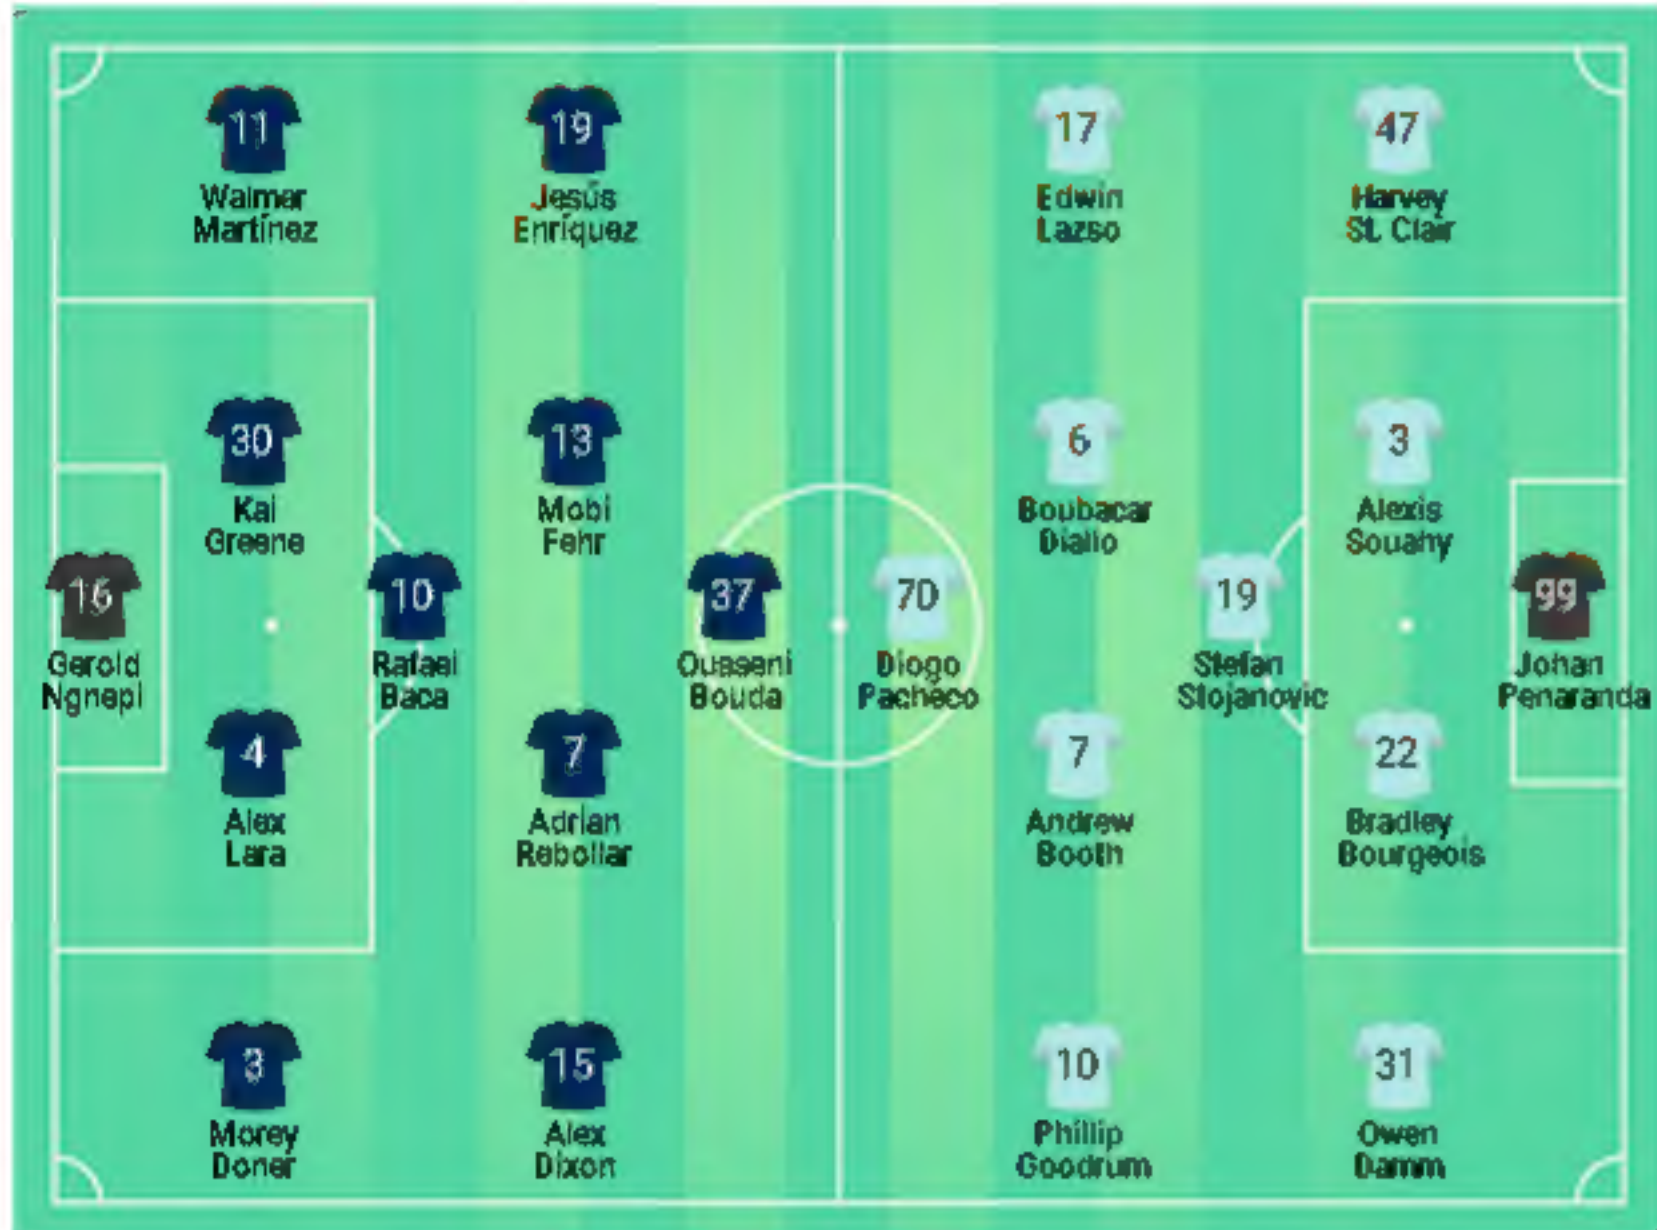 11
Walmer
Martínez
19
Jesús
Enríquez
17
Edwin
Lazso
47
Harvey
St. Clair
30
Kai
Greene
13
Mobi
Fehr
6
Boubacar
Diallo
3
Alexis
Souahy
16
Gerold
Ngnepi
10
Rafael
Baca
37
Ousseni
Bouda
70
Diogo
Pacheco
19
Stefan
Stojanovic
99
Johan
Penaranda
4
Alex
Lara
7
Adrian
Rebollar
7
Andrew
Booth
22
Bradley
Bourgeois
3
Morey
Doner
15
Alex
Dixon
10
Phillip
Goodrum
31
Owen
Damm